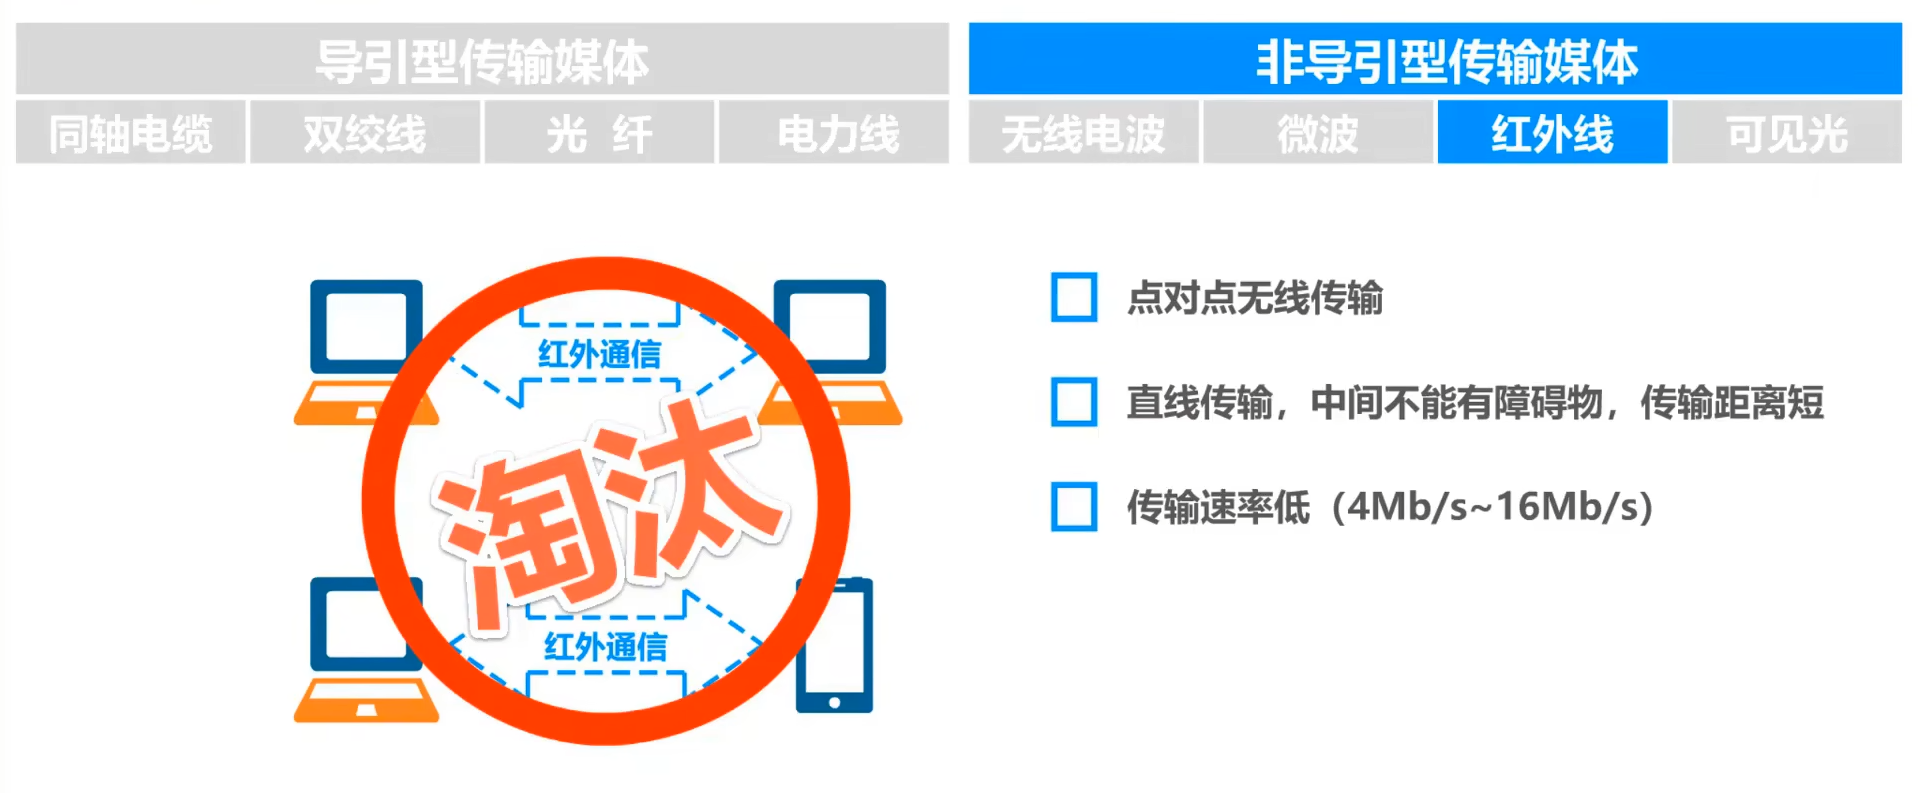 导引型传输媒体
非导引型传输媒体
同轴电缆
双绞线
光 纤
电力线
无线电波
微波
红外线
可见光
红外通信
淘汰
红外通信
点对点无线传输
直线传输，中间不能有障碍物，传输距离短
传输速率低（4Mb/s~16Mb/s）